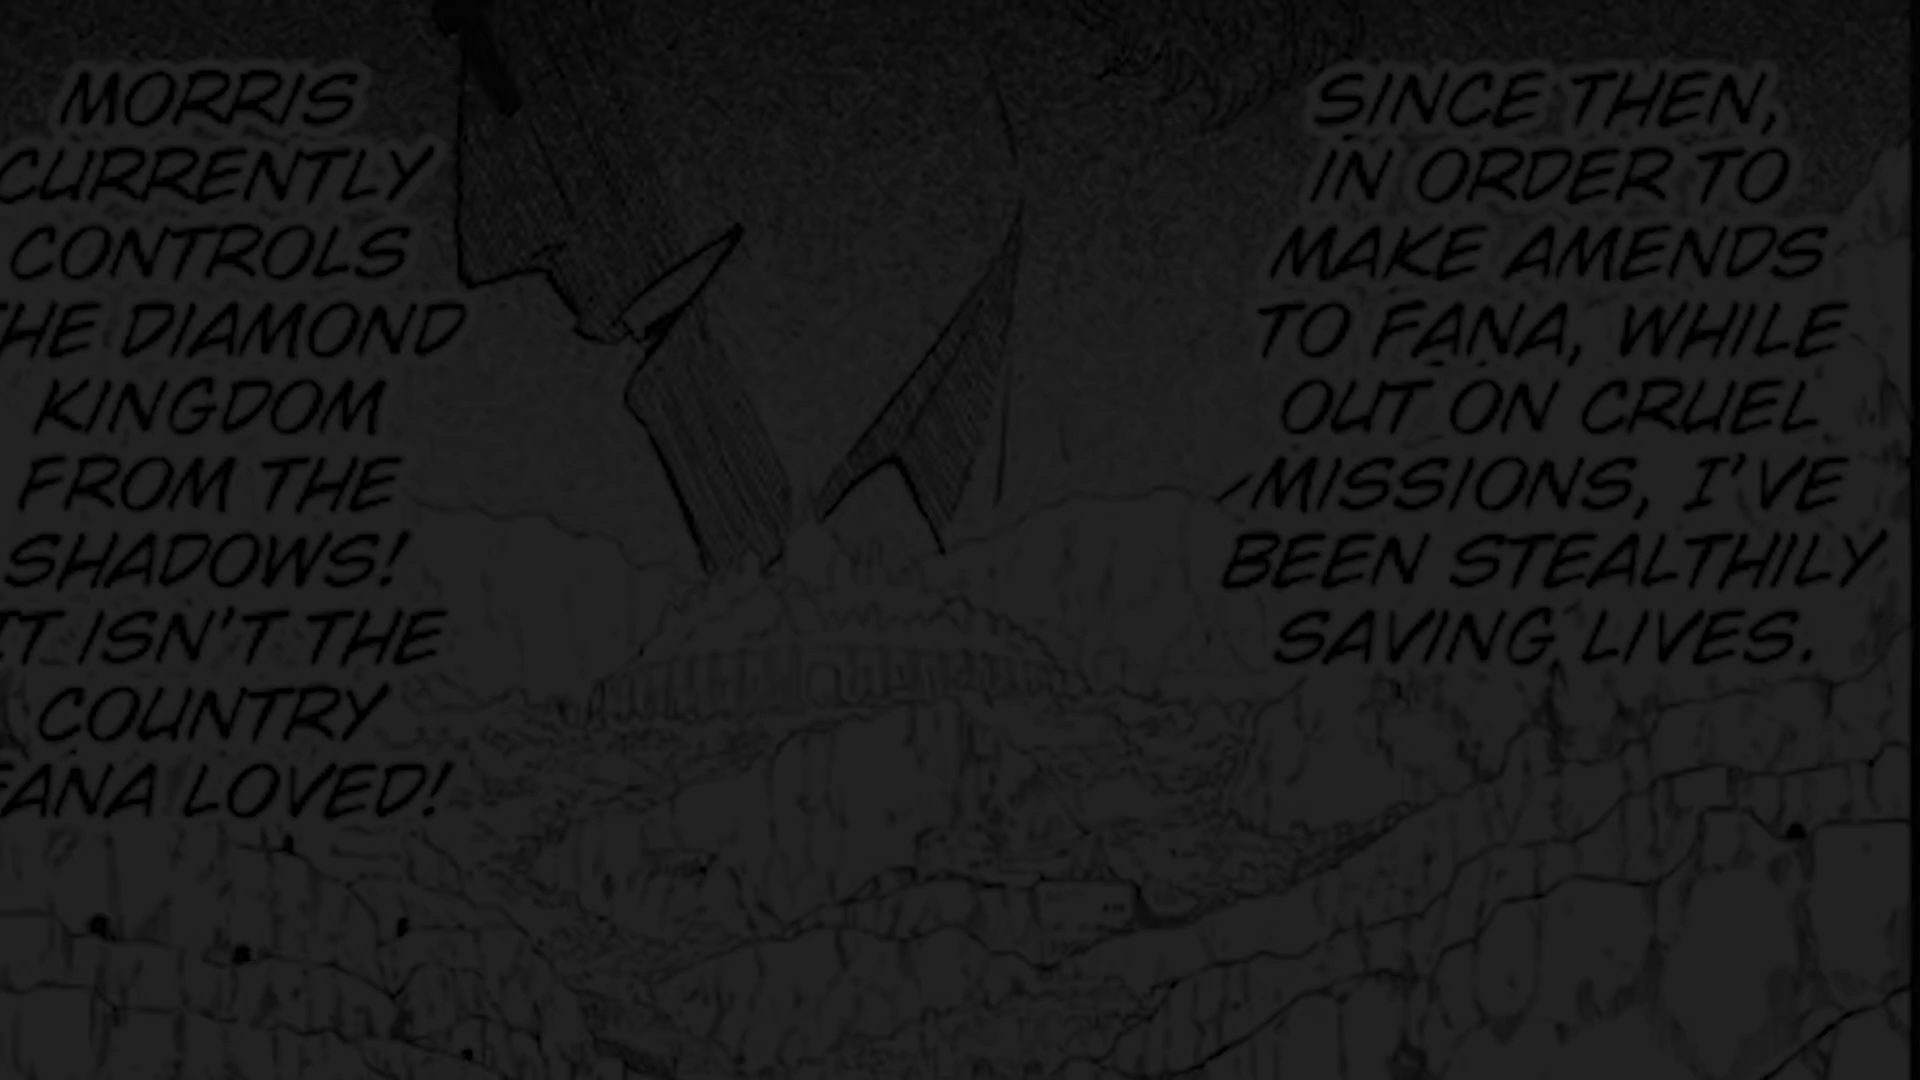 SINCE THEN,
IN ORDER TO
MAKE AMENDS
TO FANA, WHILE
OUT ON CRUEL
MISSIONS, I'VE
BEEN STEALTHILY
SAVING LIVES.
MORRIS
CURRENTLY
CONTROLS
THE DIAMOND
KINGDOM
FROM THE
SHADOWS!
IT ISN'T THE
COUNTRY
FANA LOVED!